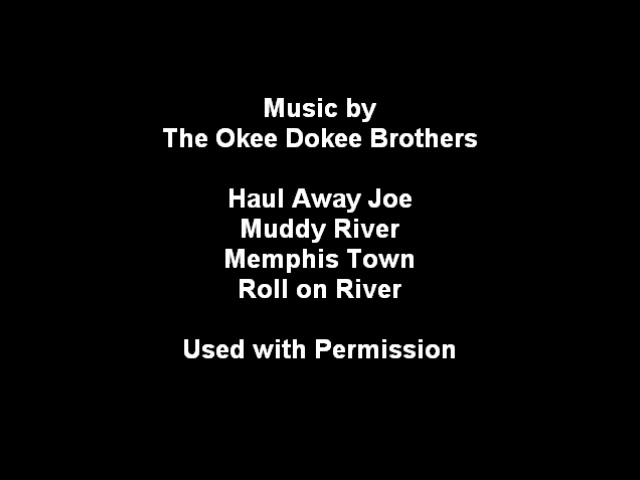 Music by
The Okee Dokee Brothers
Haul Away Joe
Muddy River
Memphis Town
Roll on River
Used with Permission